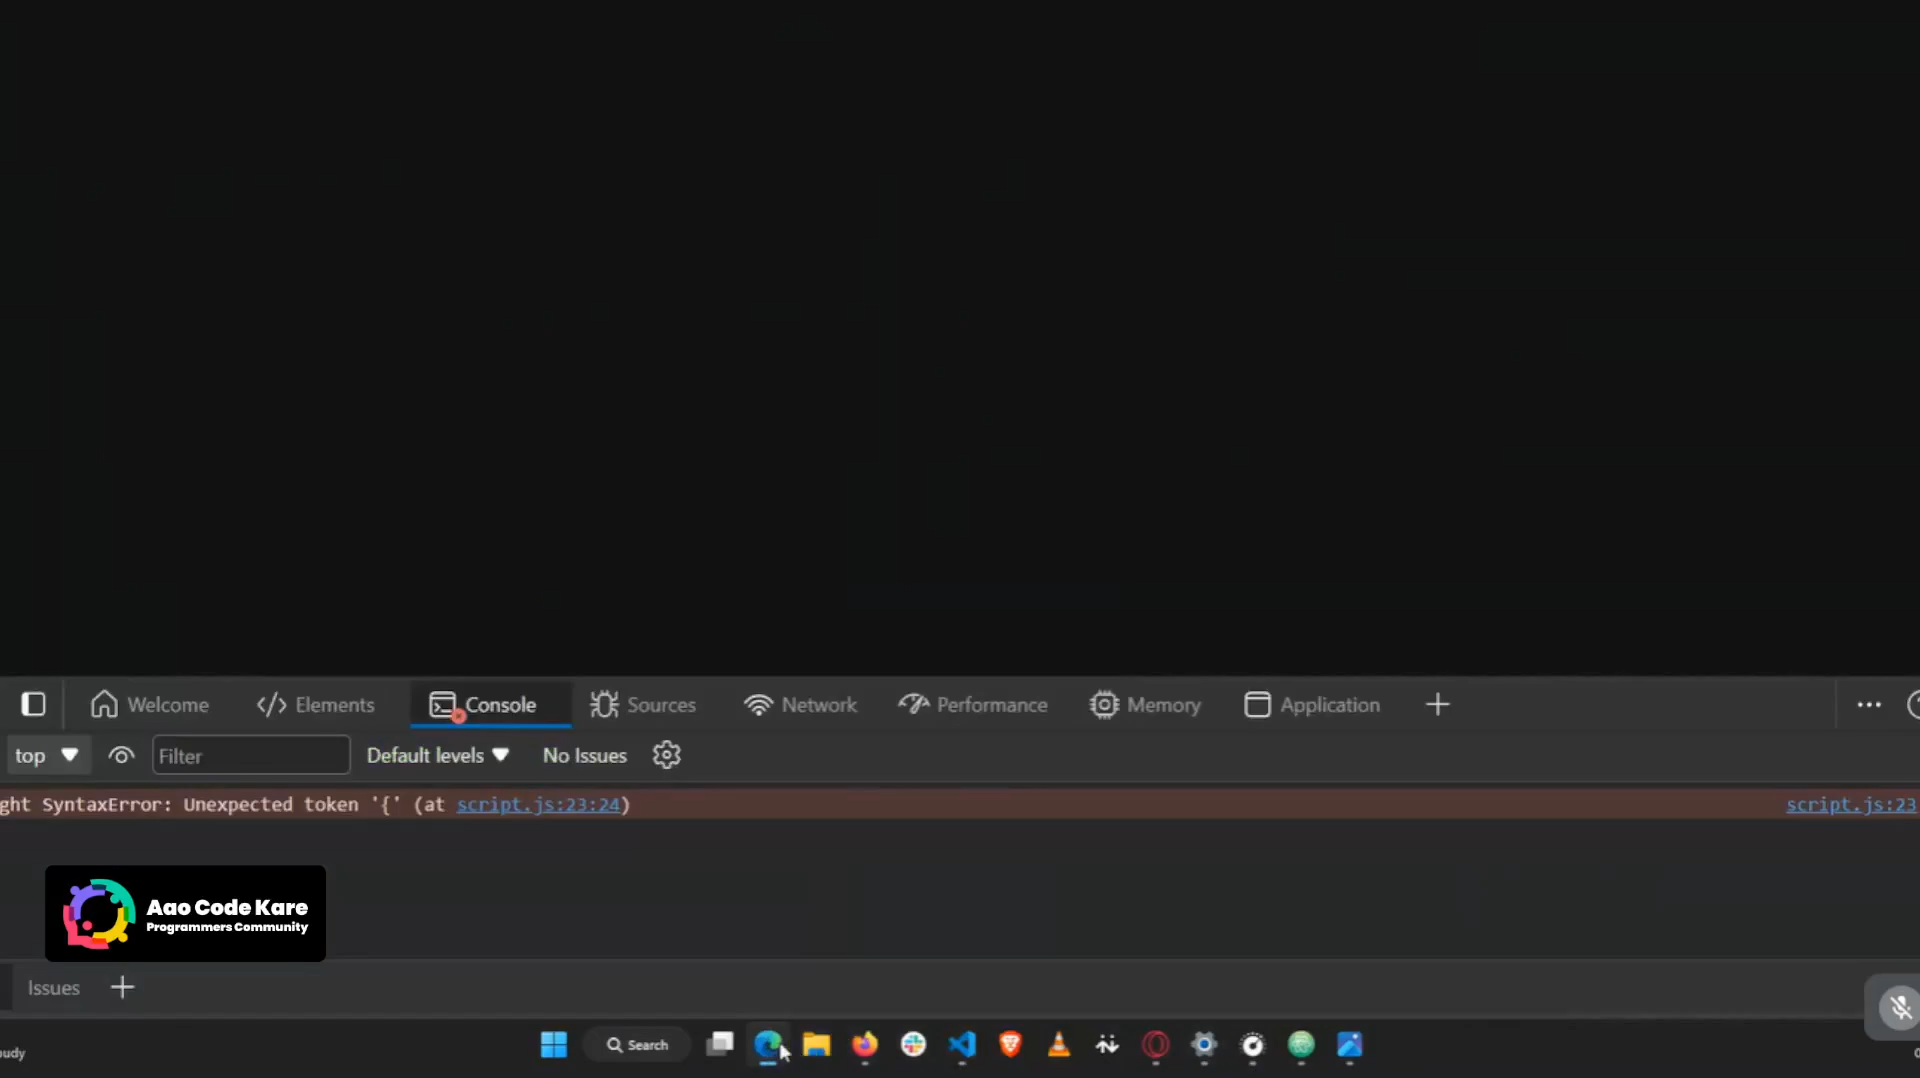 Welcome Elements Console Sources Network Performance Memory Application
top Filter Default levels No Issues
ght SyntaxError: Unexpected token '{' (at script.js:23:24) script.js:23
Aao Code Kare
Programmers Community
Issues
Search
oudy